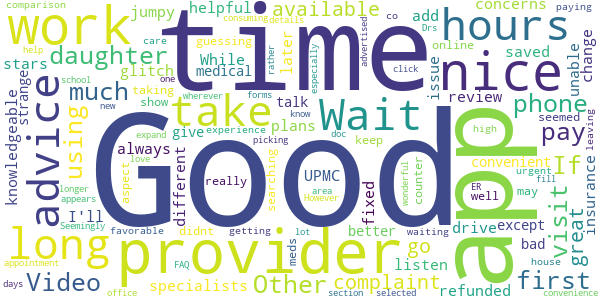 comparison
consuming
details
advertised
co
Drs
paying
jumpy
helpful
available
add
concerns
work
time
hours
nice
online
help
rather
guessing
later
daughter
care
medical
While
issue
saved
unable
change
stars
glitch
especially
click
strange
knowledgeable
advice
much
school
one
taking
wherever
forms
show
talk
know
take
Wait
phone
review
seemed
app
using
new
expand
give
experience
doc
plans
keep
pay
always
love
picking
different
really
UPMC
area
However
fixed
wonderful
counter
high
ER
well
convenient
If
urgent
fill
may
visit
great
insurance
leaving
Good
I'll
aspect
searching
longer
appears
Seemingly
favorable
didnt
getting
lot
meds
waiting
better
go
listen
drive
except
bad
house
long
provider
first
days
Video
appointment
office
FAQ
specialists
Other
section
selected
complaint
refunded
convenience